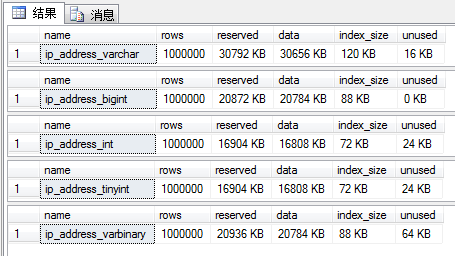 结果 消息
name rows reserved data index_size unused
1 ip_address_varchar 1000000 30792 KB 30656 KB 120 KB 16 KB
name rows reserved data index_size unused
1 ip_address_bigint 1000000 20872 KB 20784 KB 88 KB 0 KB
name rows reserved data index_size unused
1 ip_address_int 1000000 16904 KB 16808 KB 72 KB 24 KB
name rows reserved data index_size unused
1 ip_address_tinyint 1000000 16904 KB 16808 KB 72 KB 24 KB
name rows reserved data index_size unused
1 ip_address_varbinary 1000000 20936 KB 20784 KB 88 KB 64 KB